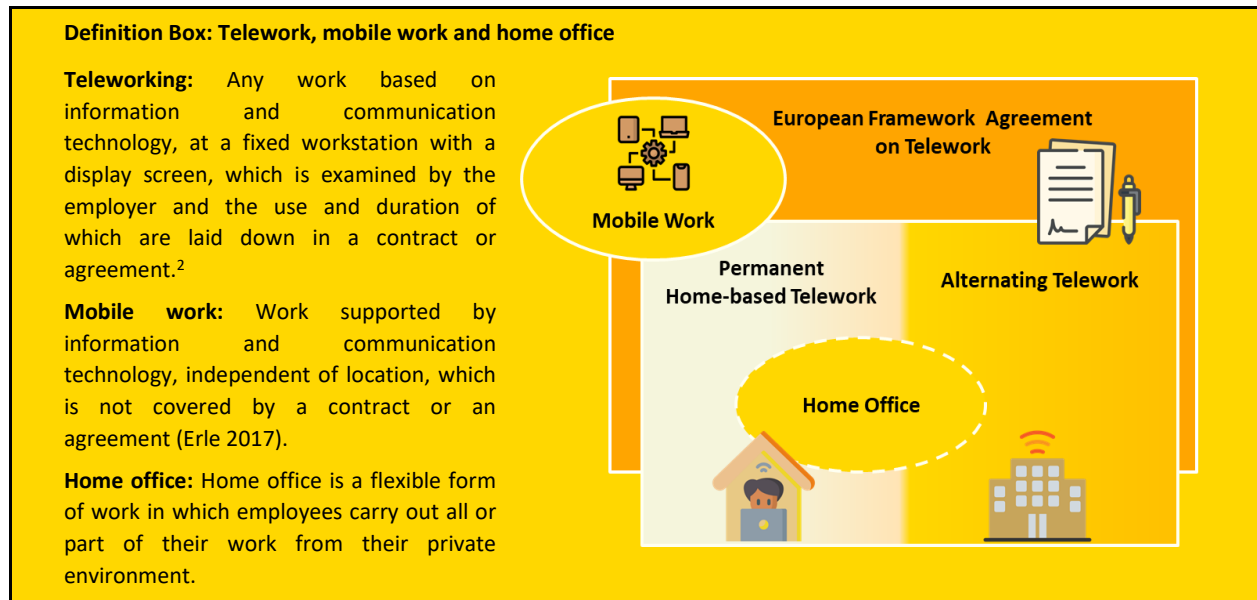 Definition Box: Telework, mobile work and home office
Teleworking: Any work based on
information and communication
technology, at a fixed workstation with a
display screen, which is examined by the
employer and the use and duration of
which are laid down in a contract or
agreement.²
Mobile work: Work supported by
information and communication
technology, independent of location, which
is not covered by a contract or an
agreement (Erle 2017).
Home office: Home office is a flexible form
of work in which employees carry out all or
part of their work from their private
environment.
European Framework Agreement
on Telework
Mobile Work
Permanent
Home-based Telework
Alternating Telework
Home Office